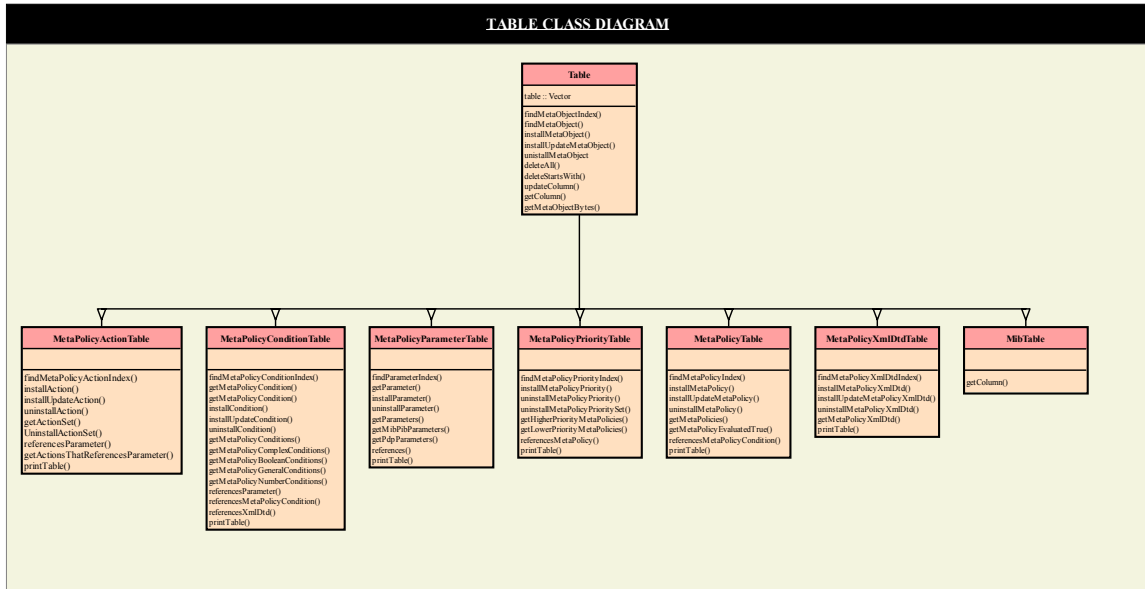 TABLE CLASS DIAGRAM
Table
table :: Vector
findMetaObjectIndex()
findMetaObject()
installMetaObject()
installUpdateMetaObject()
unistallMetaObject
deleteAll()
deleteStartsWith()
updateColumn()
getColumn()
getMetaObjectBytes()
MetaPolicyActionTable
findMetaPolicyActionIndex()
installAction()
installUpdateAction()
uninstallAction()
getActionSet()
UninstallActionSet()
referencesParameter()
getActionsThatReferencesParameter()
printTable()
MetaPolicyConditionTable
findMetaPolicyConditionIndex()
getMetaPolicyCondition()
getMetaPolicyCondition()
installCondition()
installUpdateCondition()
uninstallCondition()
getMetaPolicyConditions()
getMetaPolicyComplexConditions()
getMetaPolicyBooleanConditions()
getMetaPolicyGeneralConditions()
getMetaPolicyNumberConditions()
referencesParameter()
referencesMetaPolicyCondition()
referencesXmlDtd()
printTable()
MetaPolicyParameterTable
findParameterIndex()
getParameter()
installParameter()
uninstallParameter()
getParameters()
getMibPibParameters()
getPdpParameters()
references()
printTable()
MetaPolicyPriorityTable
findMetaPolicyPriorityIndex()
installMetaPolicyPriority()
uninstallMetaPolicyPriority()
uninstallMetaPolicyPrioritySet()
getHigherPriorityMetaPolicies()
getLowerPriorityMetaPolicies()
referencesMetaPolicy()
printTable()
MetaPolicyTable
findMetaPolicyIndex()
installMetaPolicy()
installUpdateMetaPolicy()
uninstallMetaPolicy()
getMetaPolicies()
getMetaPolicyEvaluatedTrue()
referencesMetaPolicyCondition()
printTable()
MetaPolicyXmlDtdTable
findMetaPolicyXmlDtdIndex()
installMetaPolicyXmlDtd()
installUpdateMetaPolicyXmlDtd()
uninstallMetaPolicyXmlDtd()
getMetaPolicyXmlDtd()
printTable()
MibTable
getColumn()